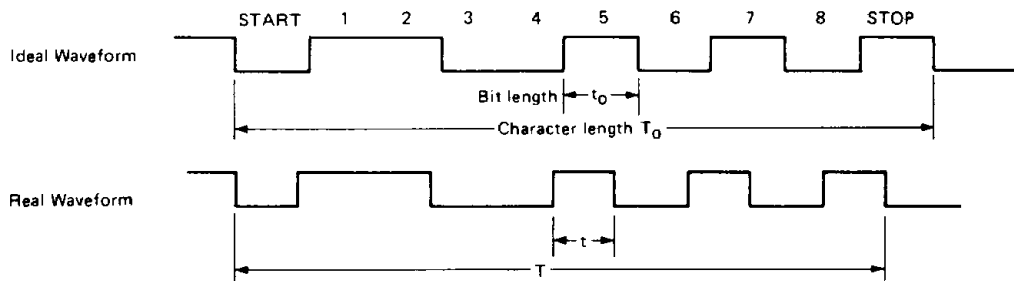 START 1 2 3 4 5 6 7 8 STOP
Ideal Waveform
Bit length t₀
Character length T₀
Real Waveform
t
T